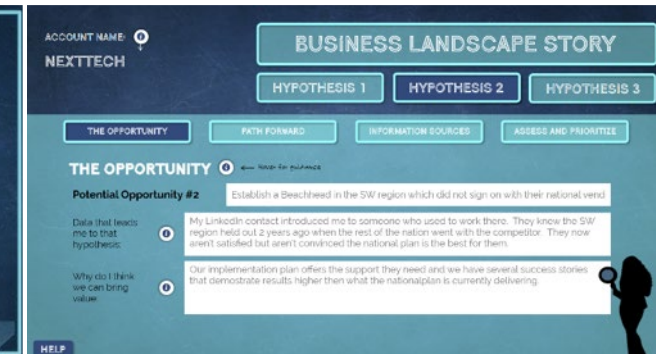 ACCOUNT NAME:
NEXTTECH
BUSINESS LANDSCAPE STORY
HYPOTHESIS 1
HYPOTHESIS 2
HYPOTHESIS 3
THE OPPORTUNITY
PATH FORWARD
INFORMATION SOURCES
ASSESS AND PRIORITIZE
THE OPPORTUNITY
hover for guidance
Potential Opportunity #2
Establish a Beachhead in the SW region which did not sign on with their national vend
Data that leads
me to that
hypothesis:
My LinkedIn contact introduced me to someone who used to work there. They know the SW
region held out 2 years ago when the rest of the nation went with the competitor. They now
aren't satisfied but aren't convinced the national plan is the best for them.
Why do I think
we can bring
value:
Our implementation plan offers the support they need and we have several success stories
that demostrate results higher then what the nationalplan is currently delivering.
HELP